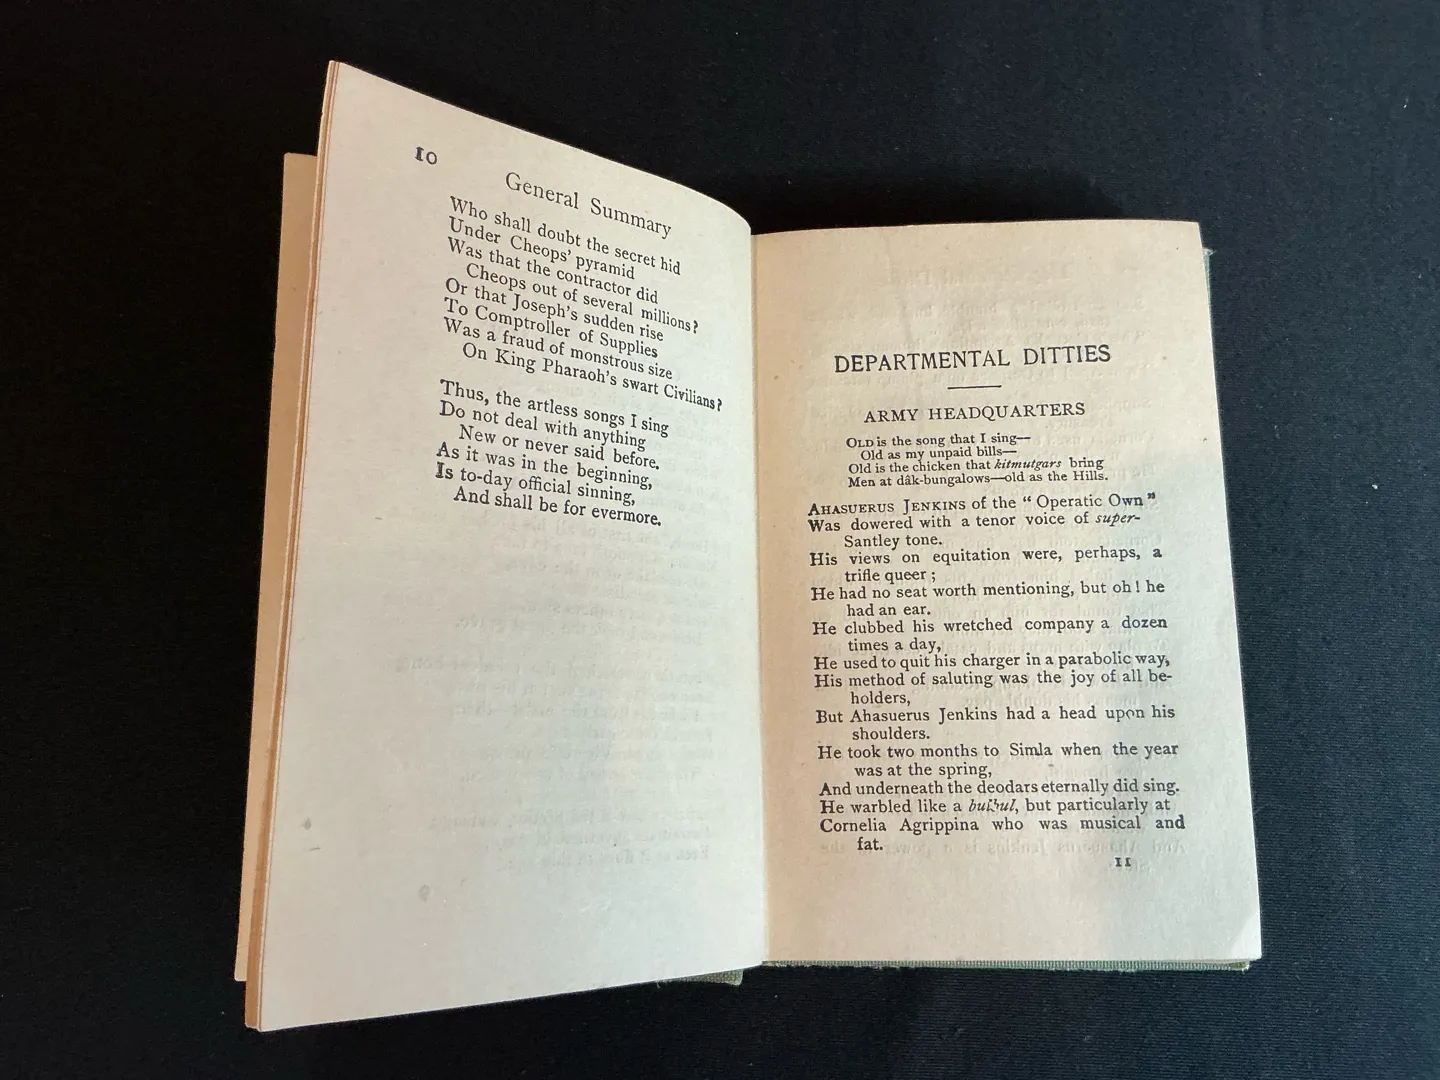 10
General Summary
Who shall doubt the secret hid
Under Cheops' pyramid
Was that the contractor did
Cheops out of several millions?
Or that Joseph's sudden rise
To Comptroller of Supplies
Was a fraud of monstrous size
On King Pharaoh's swart Civilians?
Thus, the artless songs I sing
Do not deal with anything
New or never said before.
As it was in the beginning,
Is to-day official sinning,
And shall be for evermore.
DEPARTMENTAL DITTIES
ARMY HEADQUARTERS
OLD is the song that I sing—
Old as my unpaid bills—
Old is the chicken that kitmutgars bring
Men at dâk-bungalows—old as the Hills.
AHASUERUS JENKINS of the "Operatic Own"
Was dowered with a tenor voice of super-
Santley tone.
His views on equitation were, perhaps, a
trifle queer;
He had no seat worth mentioning, but oh! he
had an ear.
He clubbed his wretched company a dozen
times a day,
He used to quit his charger in a parabolic way,
His method of saluting was the joy of all be-
holders,
But Ahasuerus Jenkins had a head upon his
shoulders.
He took two months to Simla when the year
was at the spring,
And underneath the deodars eternally did sing.
He warbled like a bulbul, but particularly at
Cornelia Agrippina who was musical and
fat.
11